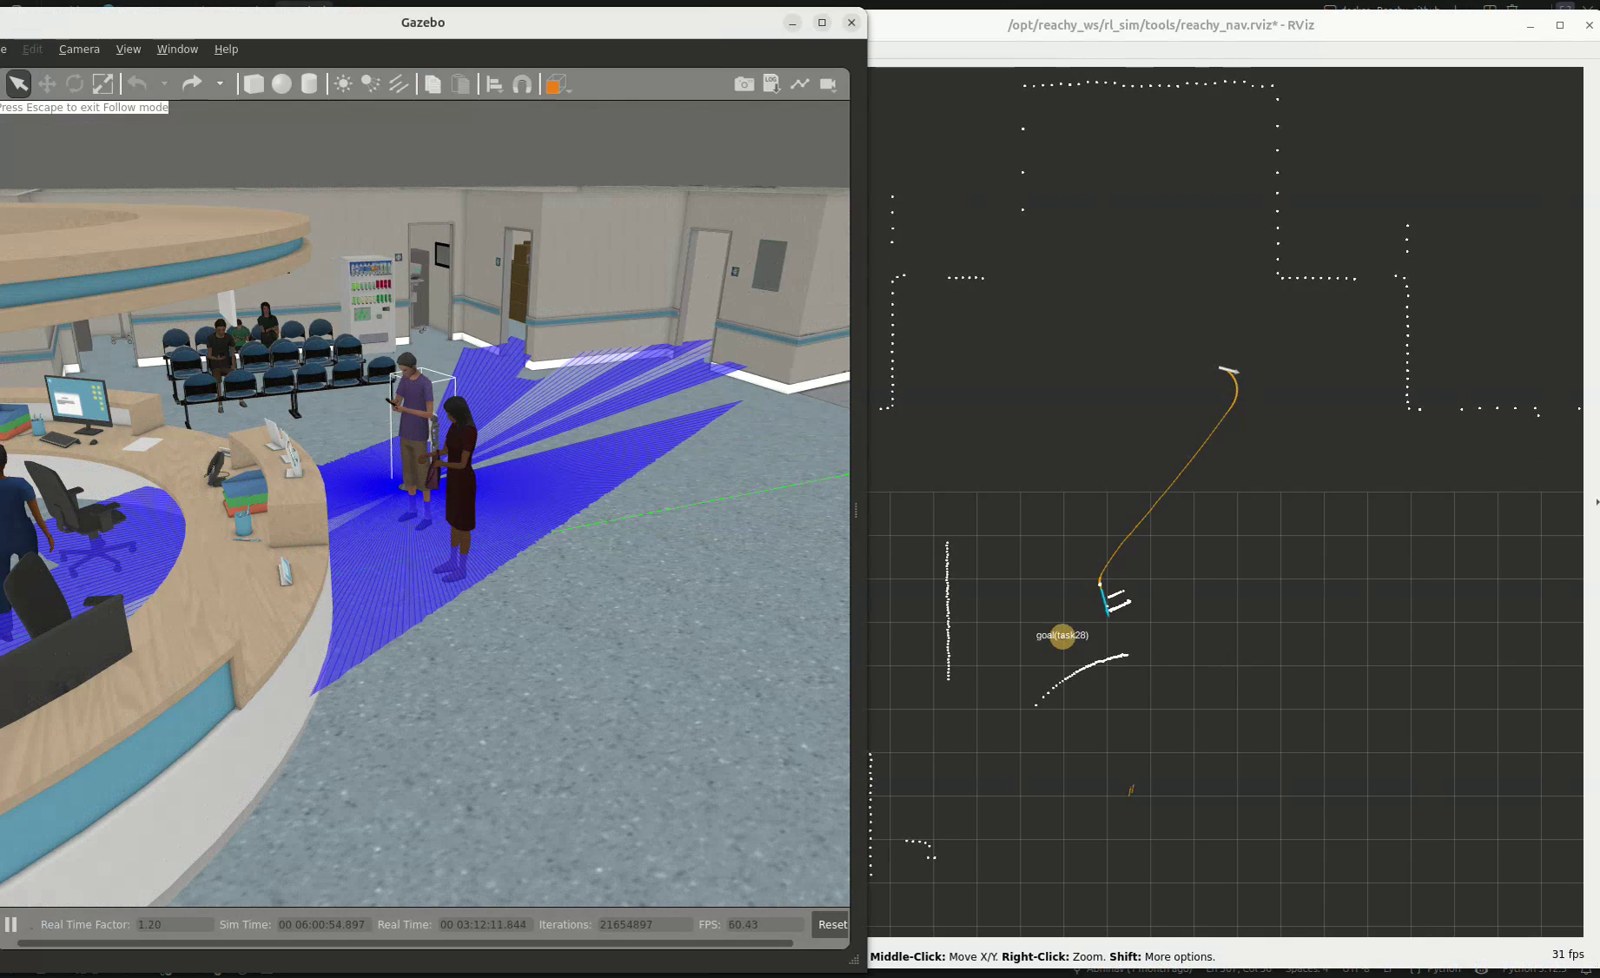 Gazebo
Edit Camera View Window Help
Press Escape to exit Follow mode
LOG
Real Time Factor: 1.20 Sim Time: 00 06:00:54.897 Real Time: 00 03:12:11.844 Iterations: 21654897 FPS: 60.43 Reset
/opt/reachy_ws/rl_sim/tools/reachy_nav.rviz* - RViz
goal(task28)
Middle-Click: Move X/Y. Right-Click: Zoom. Shift: More options.
31 fps